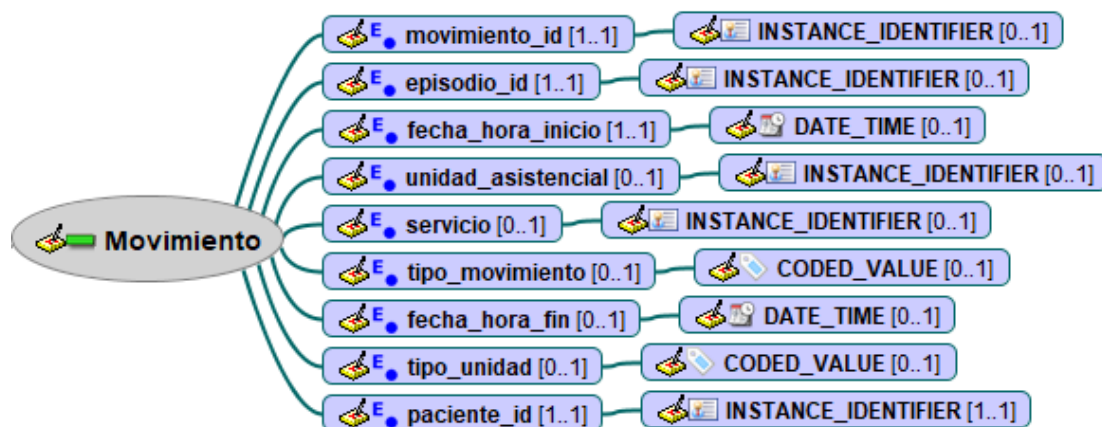 E movimiento_id [1..1] INSTANCE_IDENTIFIER [0..1]
E episodio_id [1..1] INSTANCE_IDENTIFIER [0..1]
E fecha_hora_inicio [1..1] DATE_TIME [0..1]
E unidad_asistencial [0..1] INSTANCE_IDENTIFIER [0..1]
Movimiento
E servicio [0..1] INSTANCE_IDENTIFIER [0..1]
E tipo_movimiento [0..1] CODED_VALUE [0..1]
E fecha_hora_fin [0..1] DATE_TIME [0..1]
E tipo_unidad [0..1] CODED_VALUE [0..1]
E paciente_id [1..1] INSTANCE_IDENTIFIER [1..1]